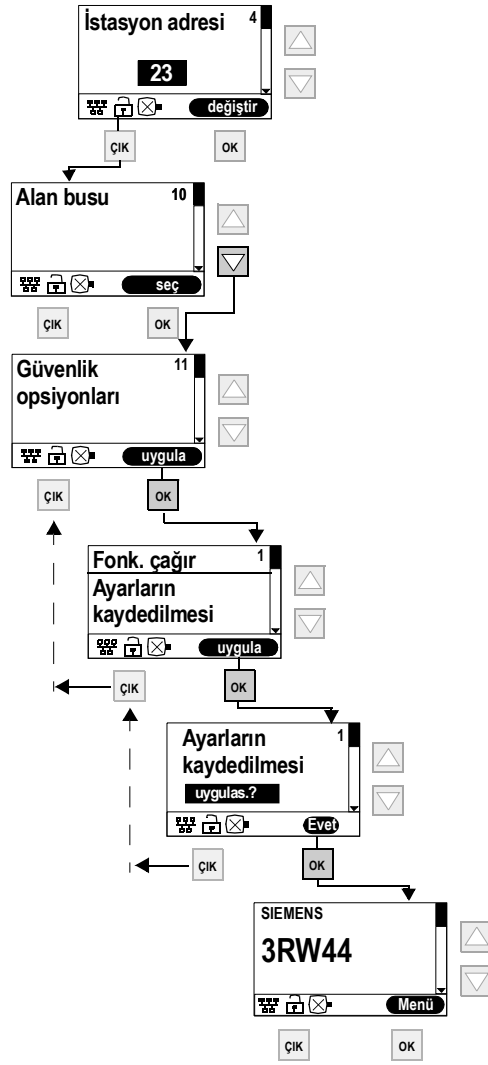 İstasyon adresi 4
23
değiştir
ÇIK OK
Alan busu 10
seç
ÇIK OK
Güvenlik 11
opsiyonları
uygula
ÇIK OK
Fonk. çağır 1
Ayarların
kaydedilmesi
uygula
ÇIK OK
Ayarların 1
kaydedilmesi
uygulas.?
Evet
ÇIK OK
SIEMENS
3RW44
Menü
ÇIK OK